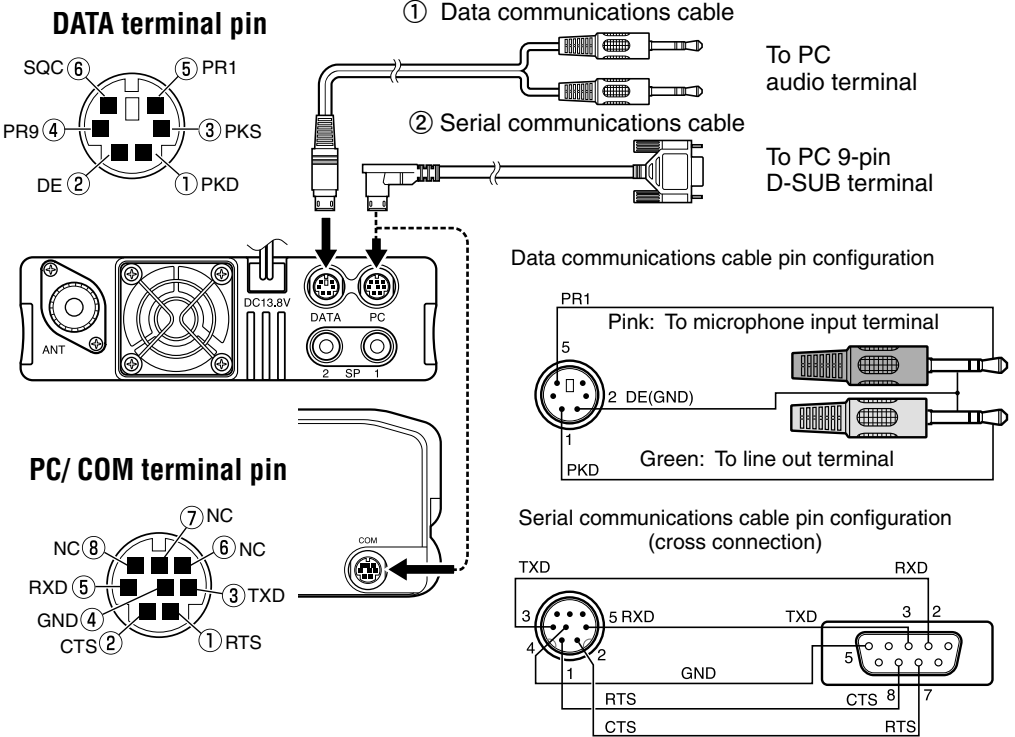 DATA terminal pin
SQC ⑥
⑤ PR1
PR9 ④
③ PKS
DE ②
① PKD
① Data communications cable
To PC
audio terminal
② Serial communications cable
To PC 9-pin
D-SUB terminal
ANT
DC13.8V
DATA
PC
2 SP 1
Data communications cable pin configuration
PR1
Pink: To microphone input terminal
5
2 DE(GND)
1
Green: To line out terminal
PKD
PC/ COM terminal pin
⑦ NC
NC ⑧
⑥ NC
RXD ⑤
③ TXD
GND ④
CTS ②
① RTS
COM
Serial communications cable pin configuration
(cross connection)
TXD
RXD
3
5 RXD
TXD
3 2
4
2
5
1
GND
RTS
CTS 8
7
CTS
RTS